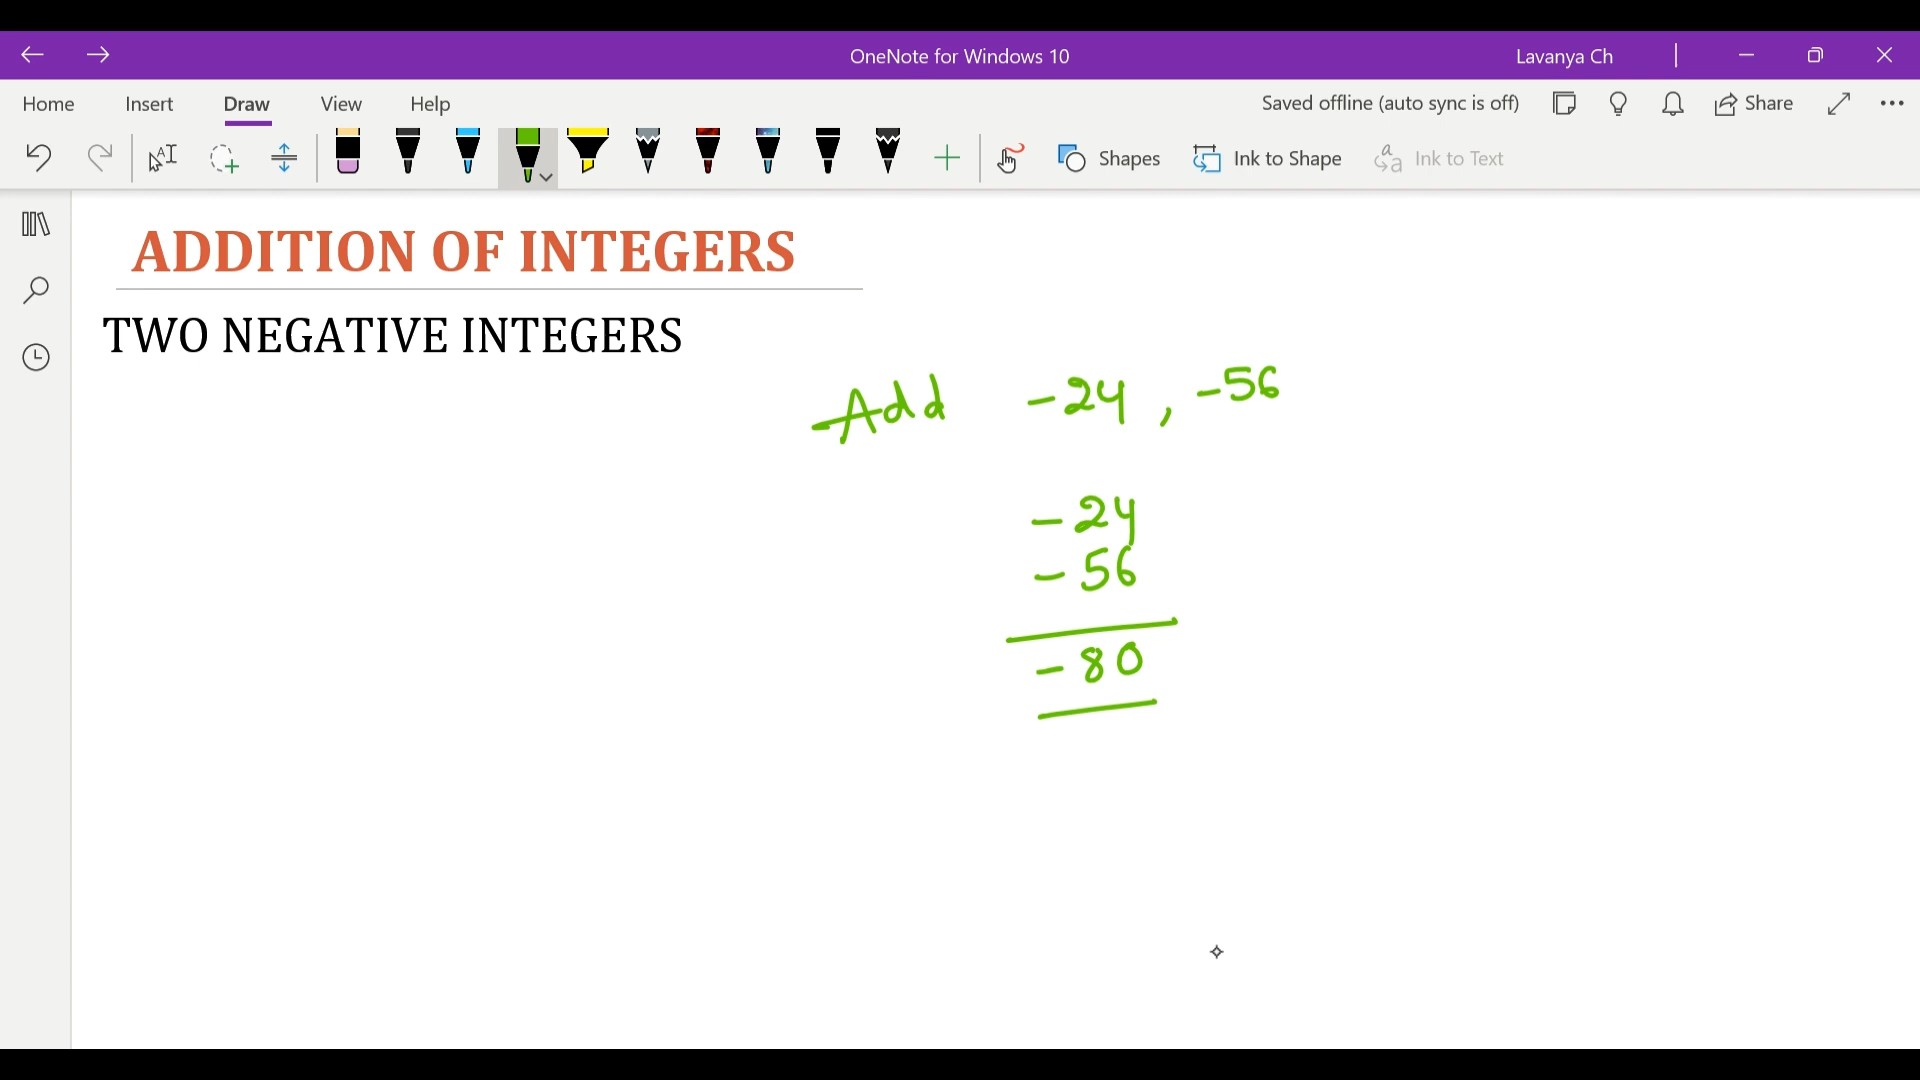 OneNote for Windows 10 Lavanya Ch
Home Insert Draw View Help Saved offline (auto sync is off) Share
Shapes Ink to Shape Ink to Text
ADDITION OF INTEGERS
TWO NEGATIVE INTEGERS
Add -24 , -56
-24
-56
-80